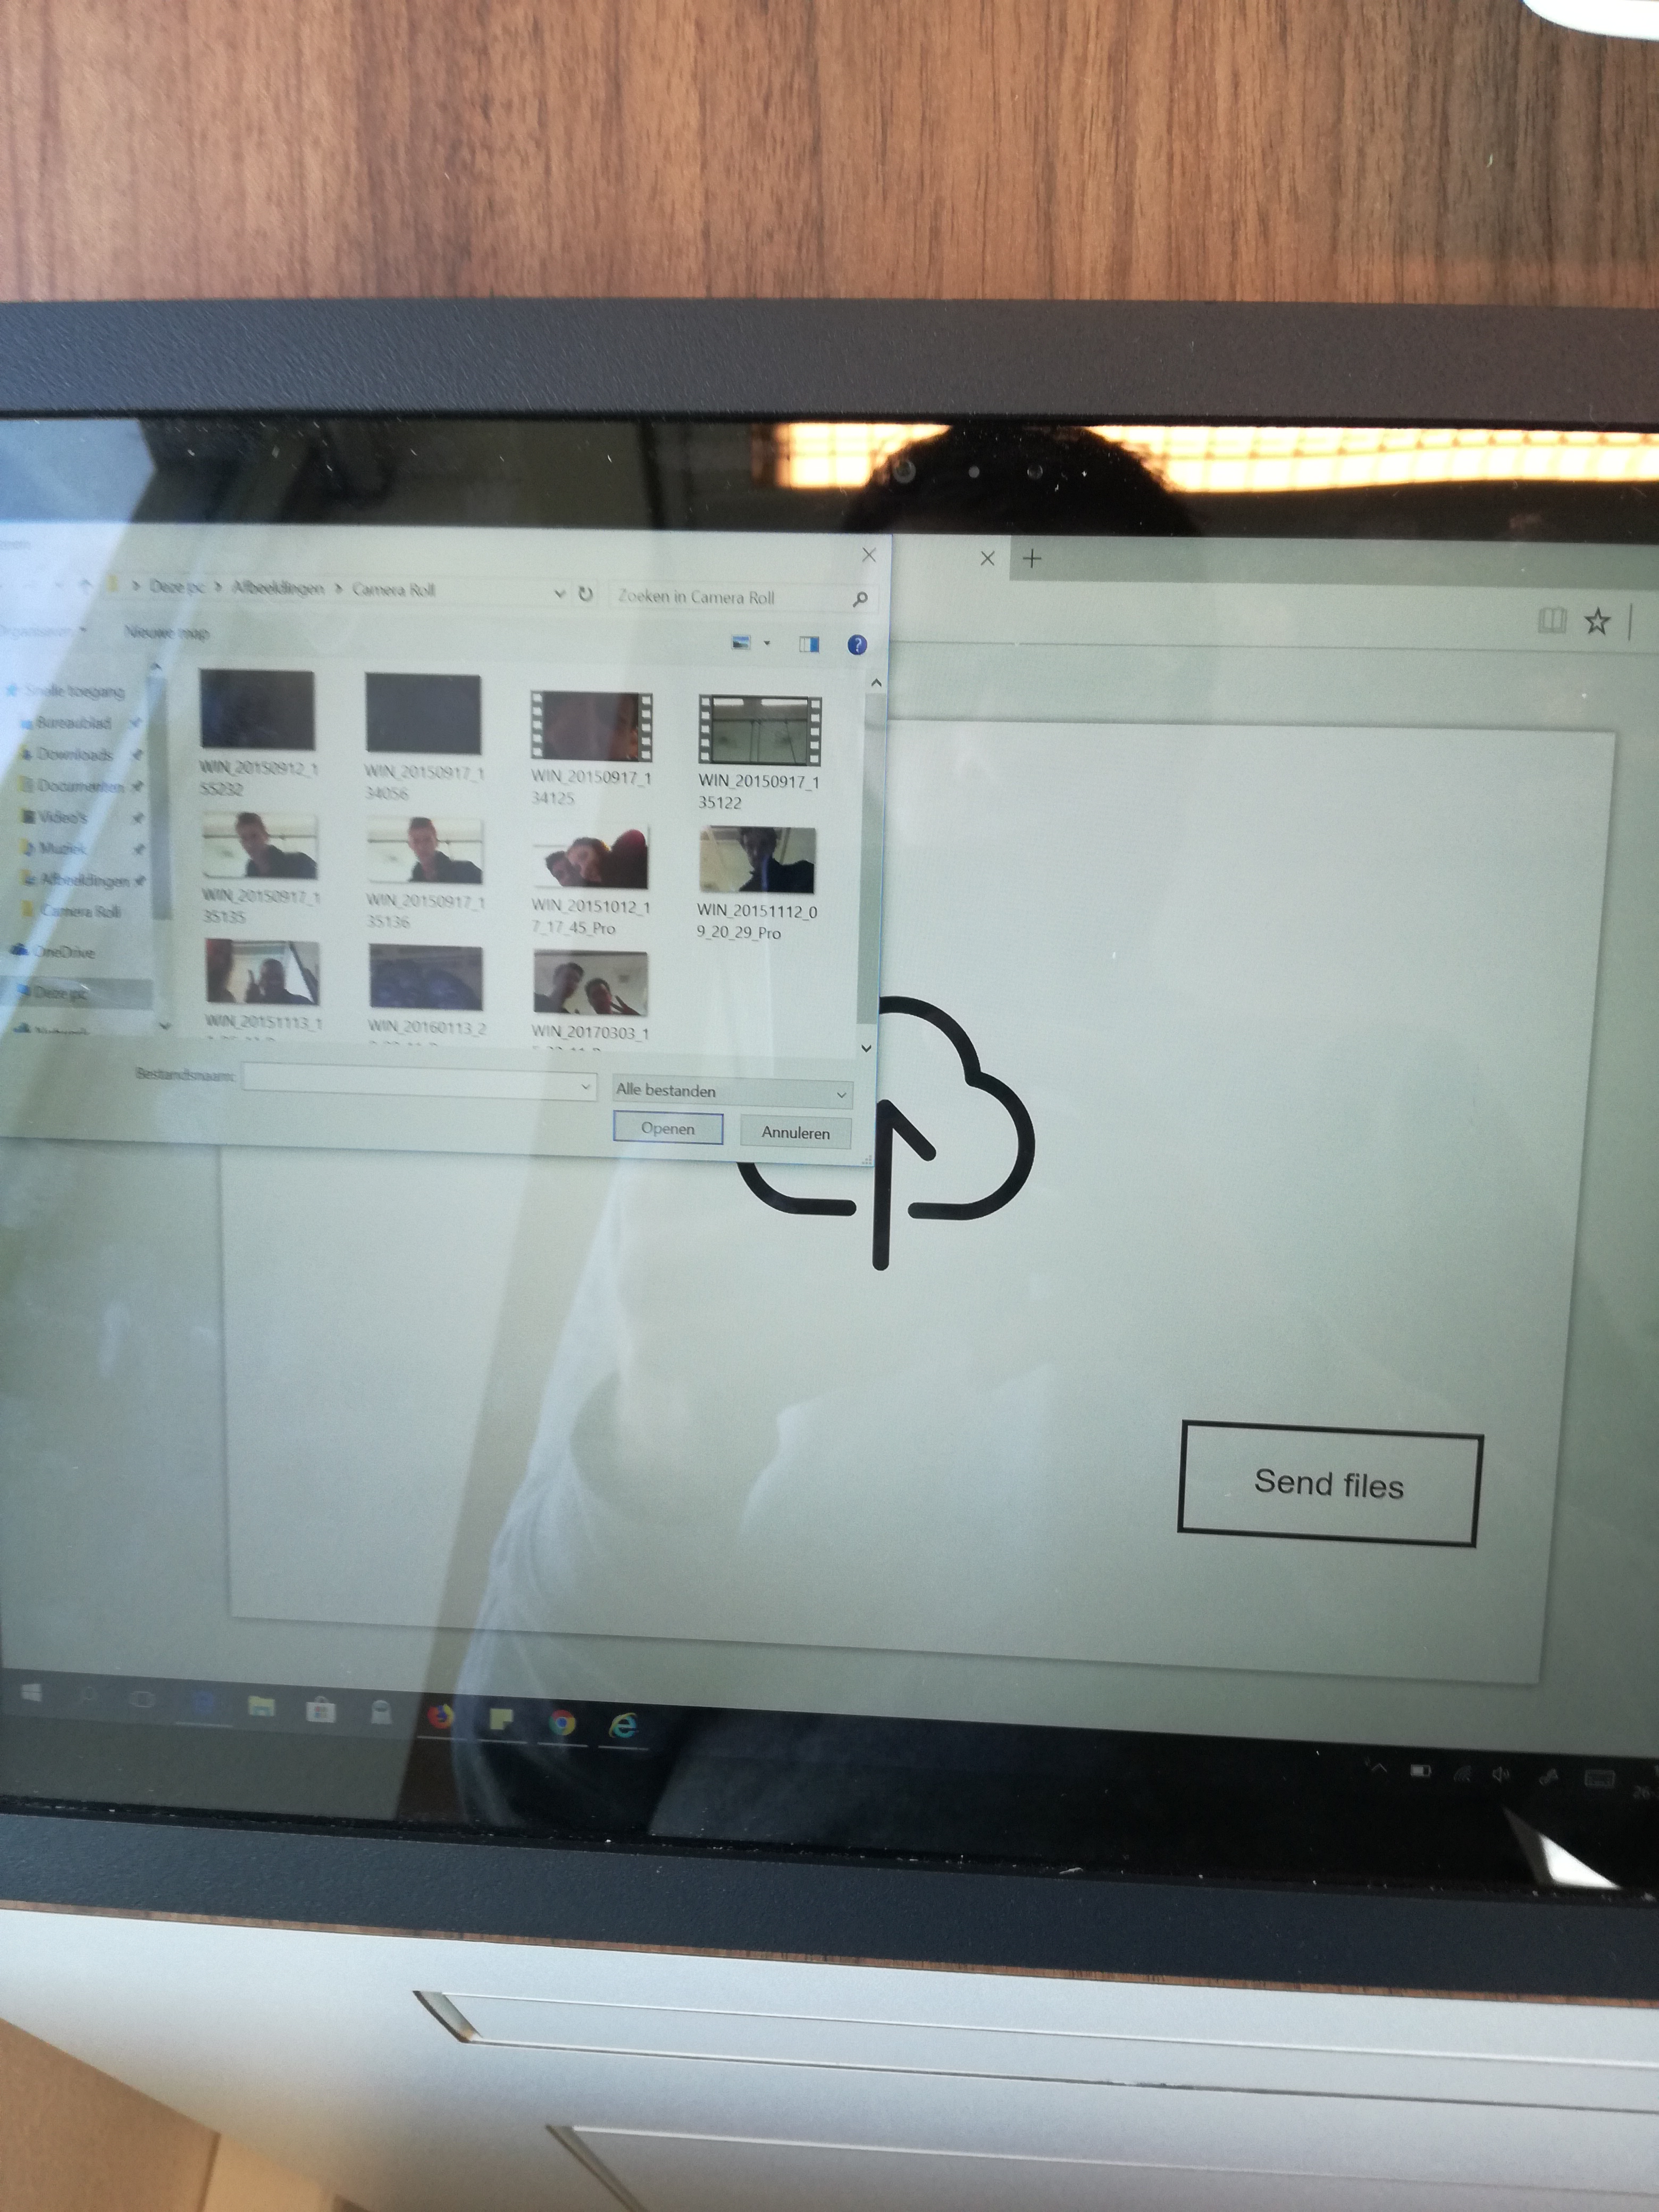 Deze pc > Afbeeldingen > Camera Roll
Zoeken in Camera Roll
Nieuwe map
Snelle toegang
Bureaublad
Downloads
Documenten
Video's
Muziek
Afbeeldingen
Camera Roll
OneDrive
Deze pc
WIN_20150912_1
55232
WIN_20150917_1
34056
WIN_20150917_1
34125
WIN_20150917_1
35122
WIN_20150917_1
35135
WIN_20150917_1
35136
WIN_20151012_1
7_17_45_Pro
WIN_20151112_0
9_20_29_Pro
WIN_20151113_1
WIN_20160113_2
WIN_20170303_1
Bestandsnaam:
Alle bestanden
Openen
Annuleren
Send files